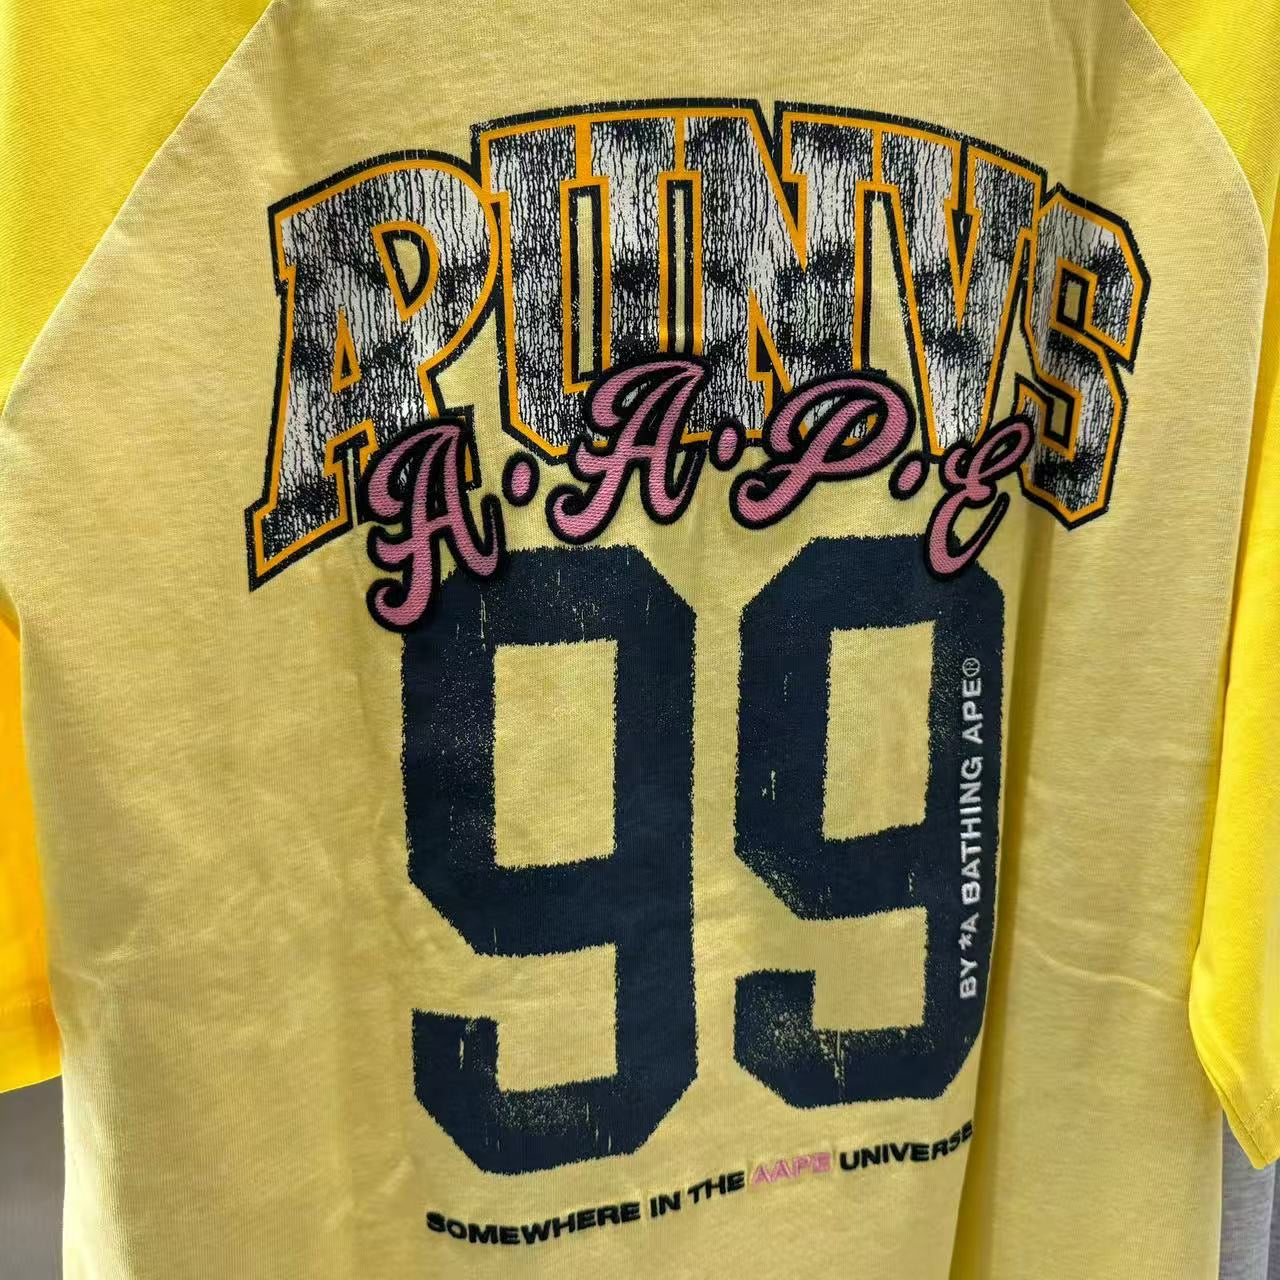 APUNVS
A·A·P·E
99
BY *A BATHING APE®
SOMEWHERE IN THE AAPE UNIVERSE